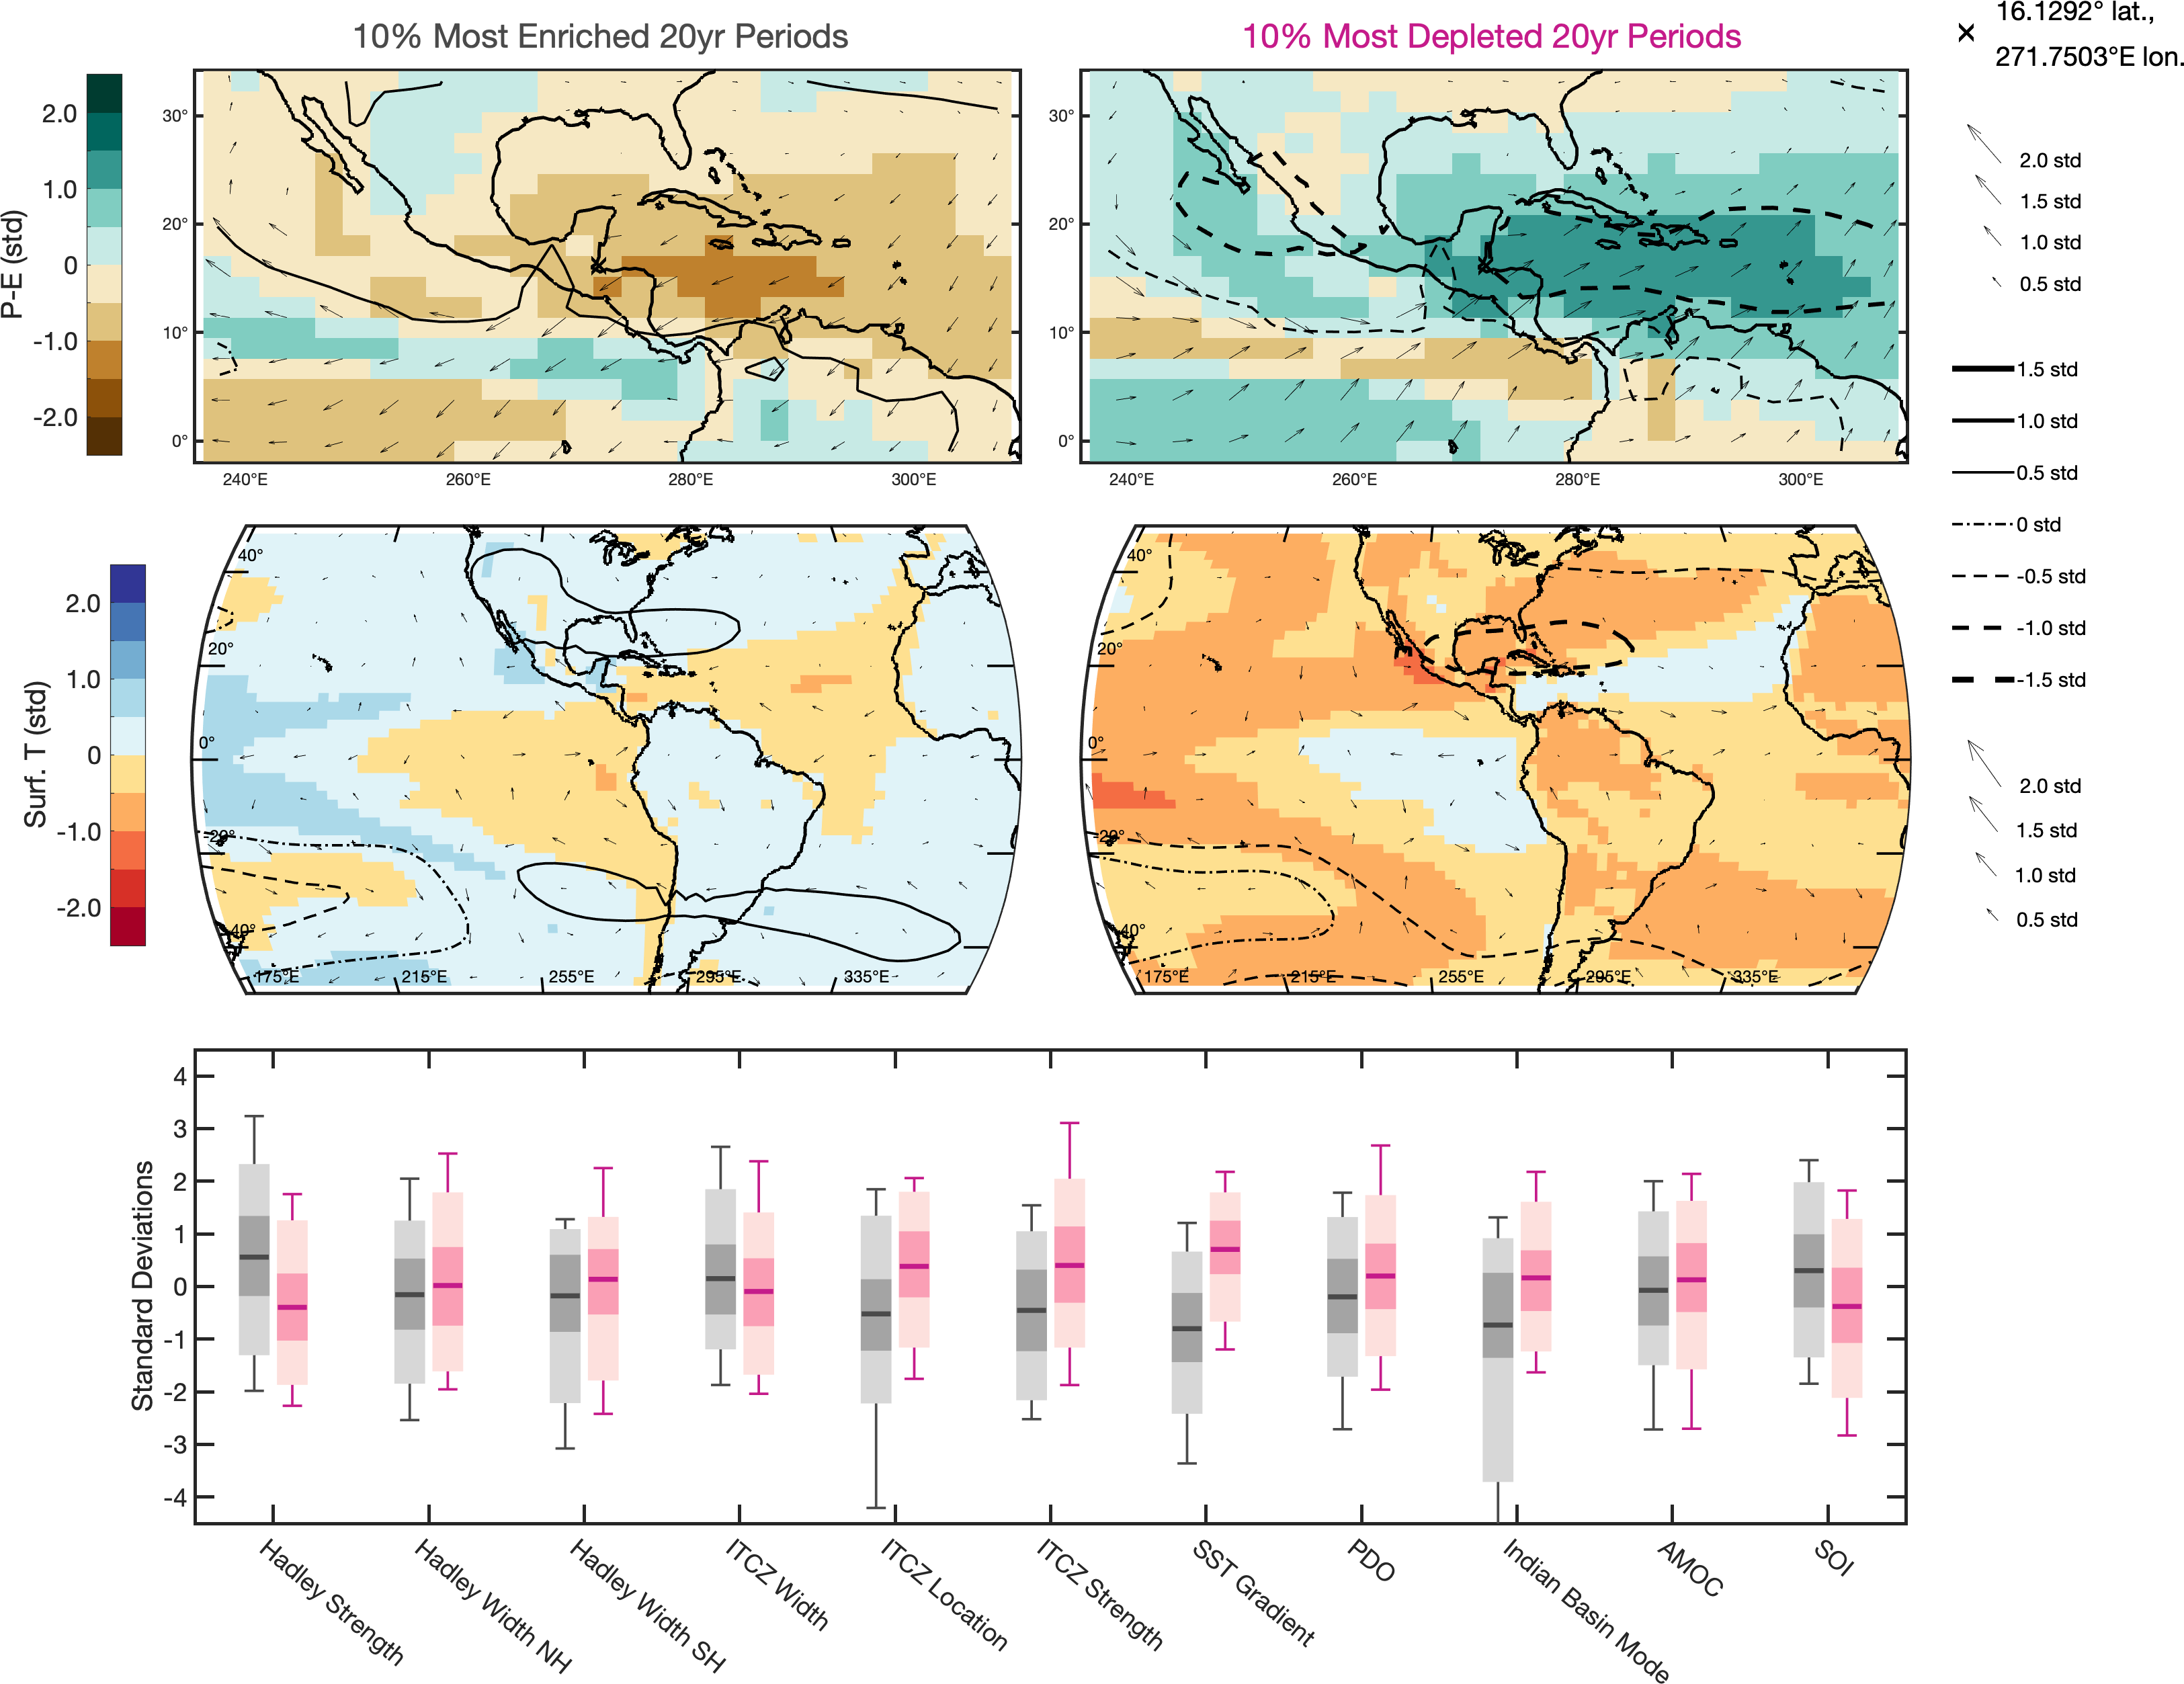 10% Most Enriched 20yr Periods
10% Most Depleted 20yr Periods
16.1292° lat.,
271.7503°E lon.
P-E (std)
2.0
1.0
0
-1.0
-2.0
30°
20°
10°
0°
240°E
260°E
280°E
300°E
30°
20°
10°
0°
240°E
260°E
280°E
300°E
2.0 std
1.5 std
1.0 std
0.5 std
1.5 std
1.0 std
0.5 std
0 std
-0.5 std
-1.0 std
-1.5 std
2.0 std
1.5 std
1.0 std
0.5 std
Surf. T (std)
2.0
1.0
0
-1.0
-2.0
40°
20°
0°
-20°
-40°
175°E
215°E
255°E
295°E
335°E
40°
20°
0°
-20°
-40°
175°E
215°E
255°E
295°E
335°E
Standard Deviations
4
3
2
1
0
-1
-2
-3
-4
Hadley Strength
Hadley Width NH
Hadley Width SH
ITCZ Width
ITCZ Location
ITCZ Strength
SST Gradient
PDO
Indian Basin Mode
AMOC
SOI